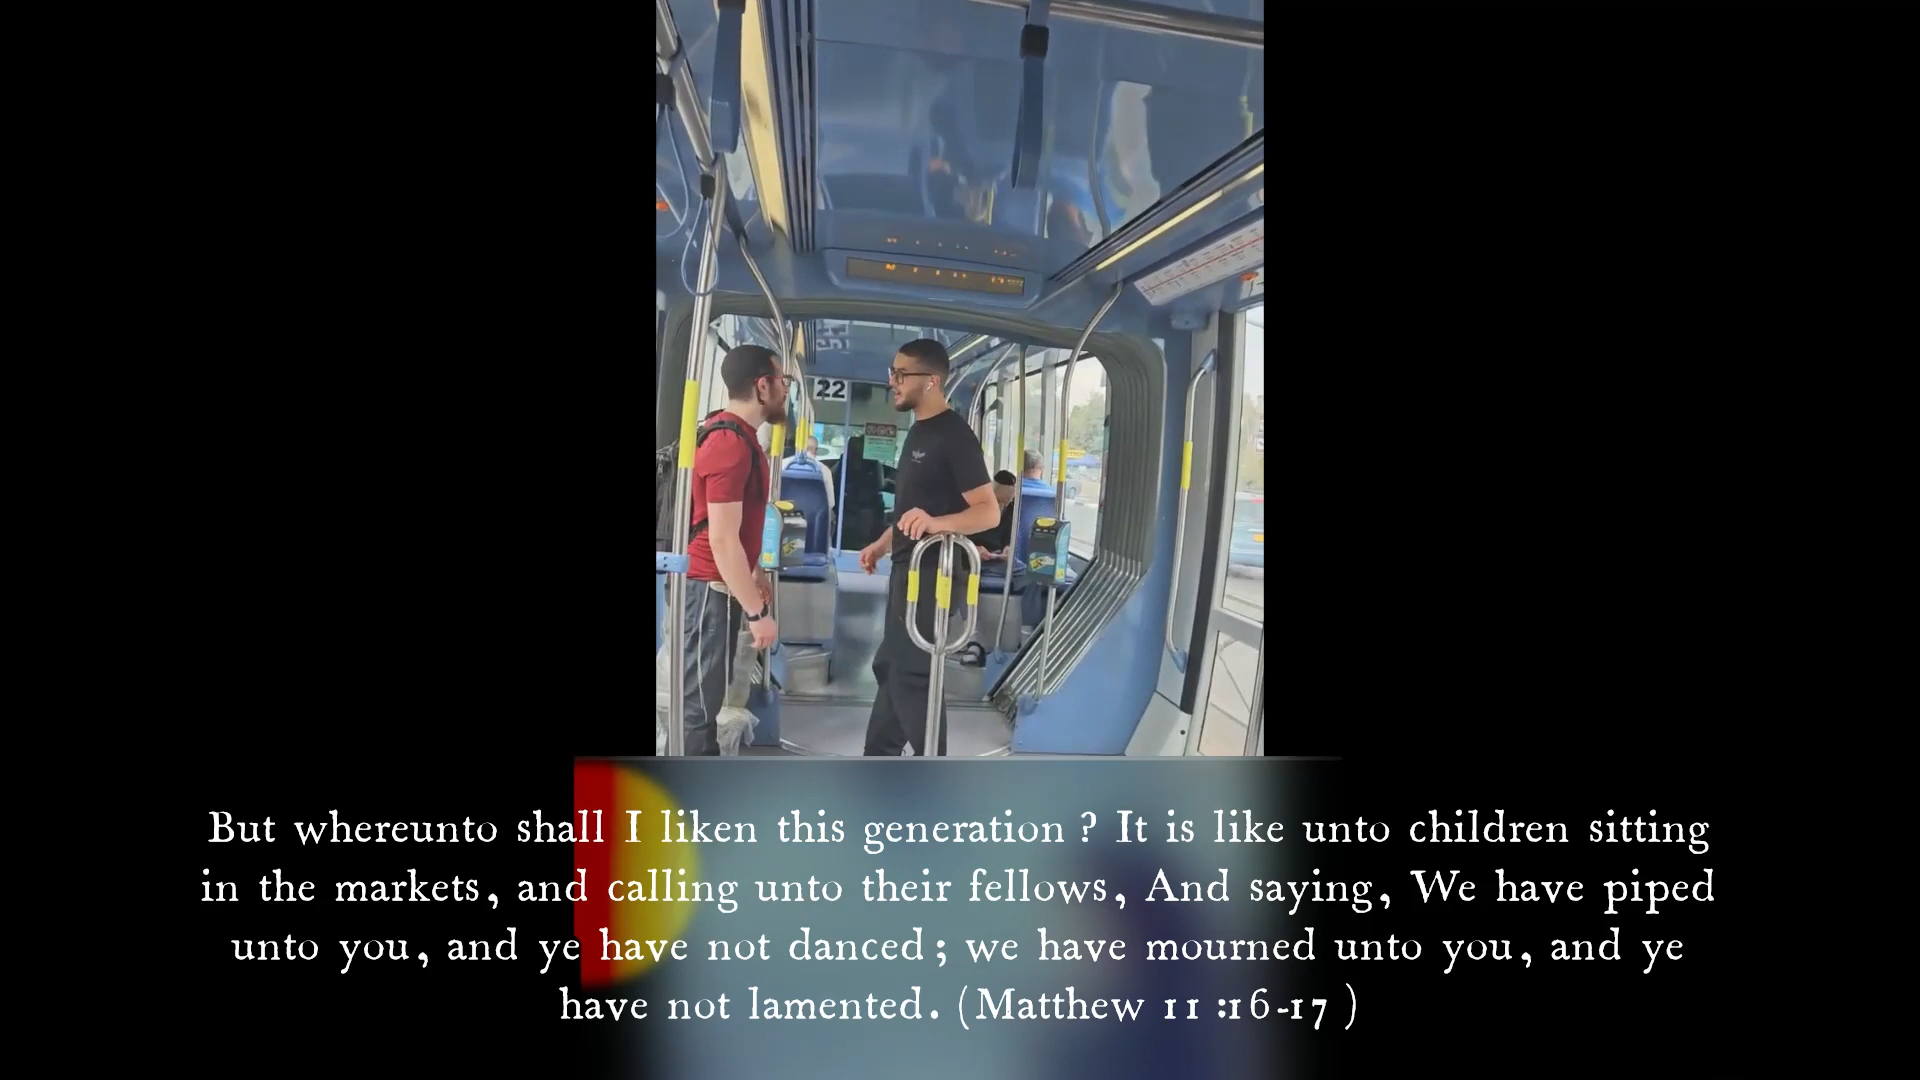 22
But whereunto shall I liken this generation? It is like unto children sitting
in the markets, and calling unto their fellows, And saying, We have piped
unto you, and ye have not danced; we have mourned unto you, and ye
have not lamented. (Matthew 11:16-17)